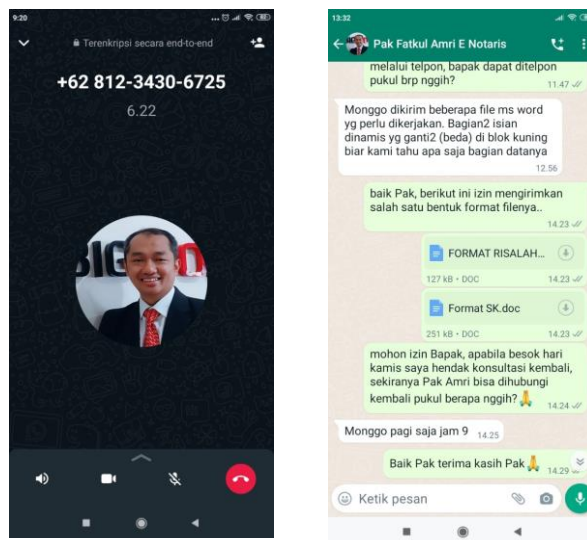 9:20
Terenkripsi secara end-to-end
+62 812-3430-6725
6.22
BIG
13:32
Pak Fatkul Amri E Notaris
melalui telpon, bapak dapat ditelpon
pukul brp nggih?
11.47
Monggo dikirim beberapa file ms word
yg perlu dikerjakan. Bagian2 isian
dinamis yg ganti2 (beda) di blok kuning
biar kami tahu apa saja bagian datanya
12.56
baik Pak, berikut ini izin mengirimkan
salah satu bentuk format filenya..
14.23
FORMAT RISALAH...
127 kB • DOC
14.23
Format SK.doc
251 kB • DOC
14.23
mohon izin Bapak, apabila besok hari
kamis saya hendak konsultasi kembali,
sekiranya Pak Amri bisa dihubungi
kembali pukul berapa nggih?🙏
14.24
Monggo pagi saja jam 9
14.25
Baik Pak terima kasih Pak🙏
14.29
Ketik pesan